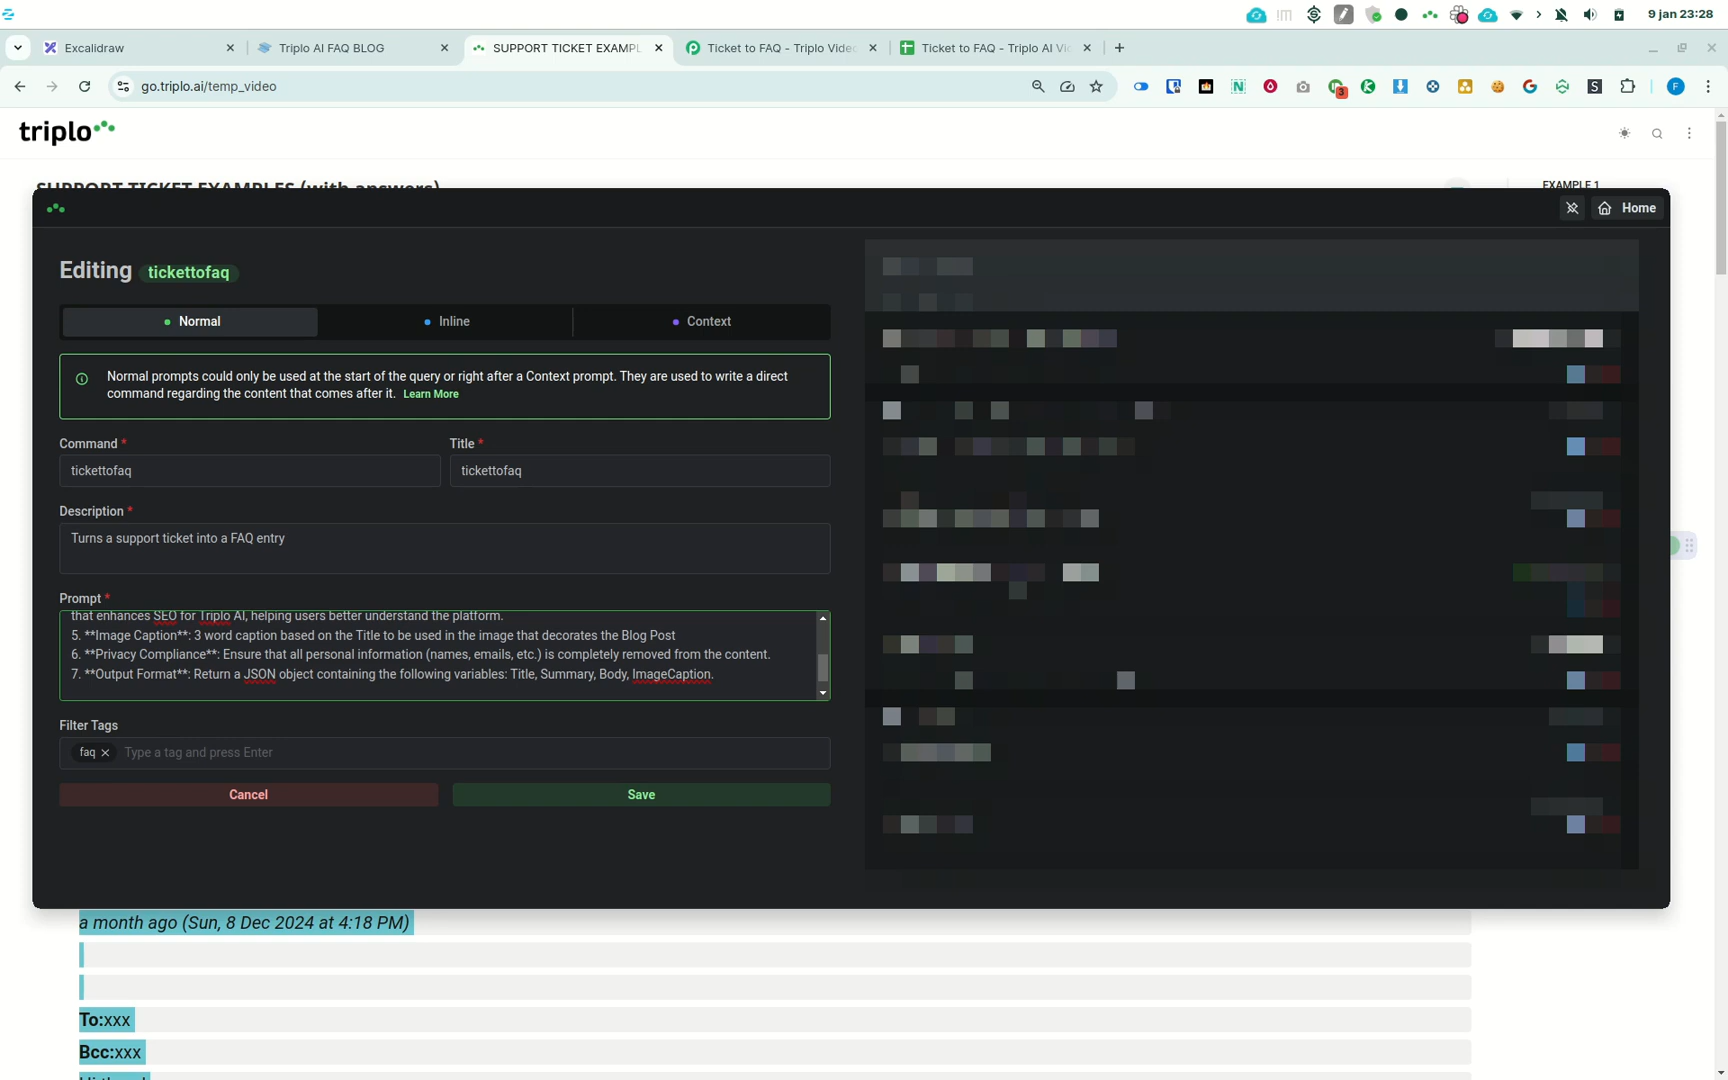 9 jan 23:28
Excalidraw
Triplo AI FAQ BLOG
SUPPORT TICKET EXAMPL
Ticket to FAQ - Triplo Vide
Ticket to FAQ - Triplo AI Vi
go.triplo.ai/temp_video
3
S
F
triplo
SUPPORT TICKET EXAMPLES (with answers)
EXAMPLE 1
Home
Editing tickettofaq
Normal
Inline
Context
Normal prompts could only be used at the start of the query or right after a Context prompt. They are used to write a direct
command regarding the content that comes after it. Learn More
Command *
Title *
tickettofaq
tickettofaq
Description *
Turns a support ticket into a FAQ entry
Prompt *
that enhances SEO for Triplo AI, helping users better understand the platform.
5. **Image Caption**: 3 word caption based on the Title to be used in the image that decorates the Blog Post
6. **Privacy Compliance**: Ensure that all personal information (names, emails, etc.) is completely removed from the content.
7. **Output Format**: Return a JSON object containing the following variables: Title, Summary, Body, ImageCaption.
Filter Tags
faq
Type a tag and press Enter
Cancel
Save
a month ago (Sun, 8 Dec 2024 at 4:18 PM)
To:xxx
Bcc:xxx